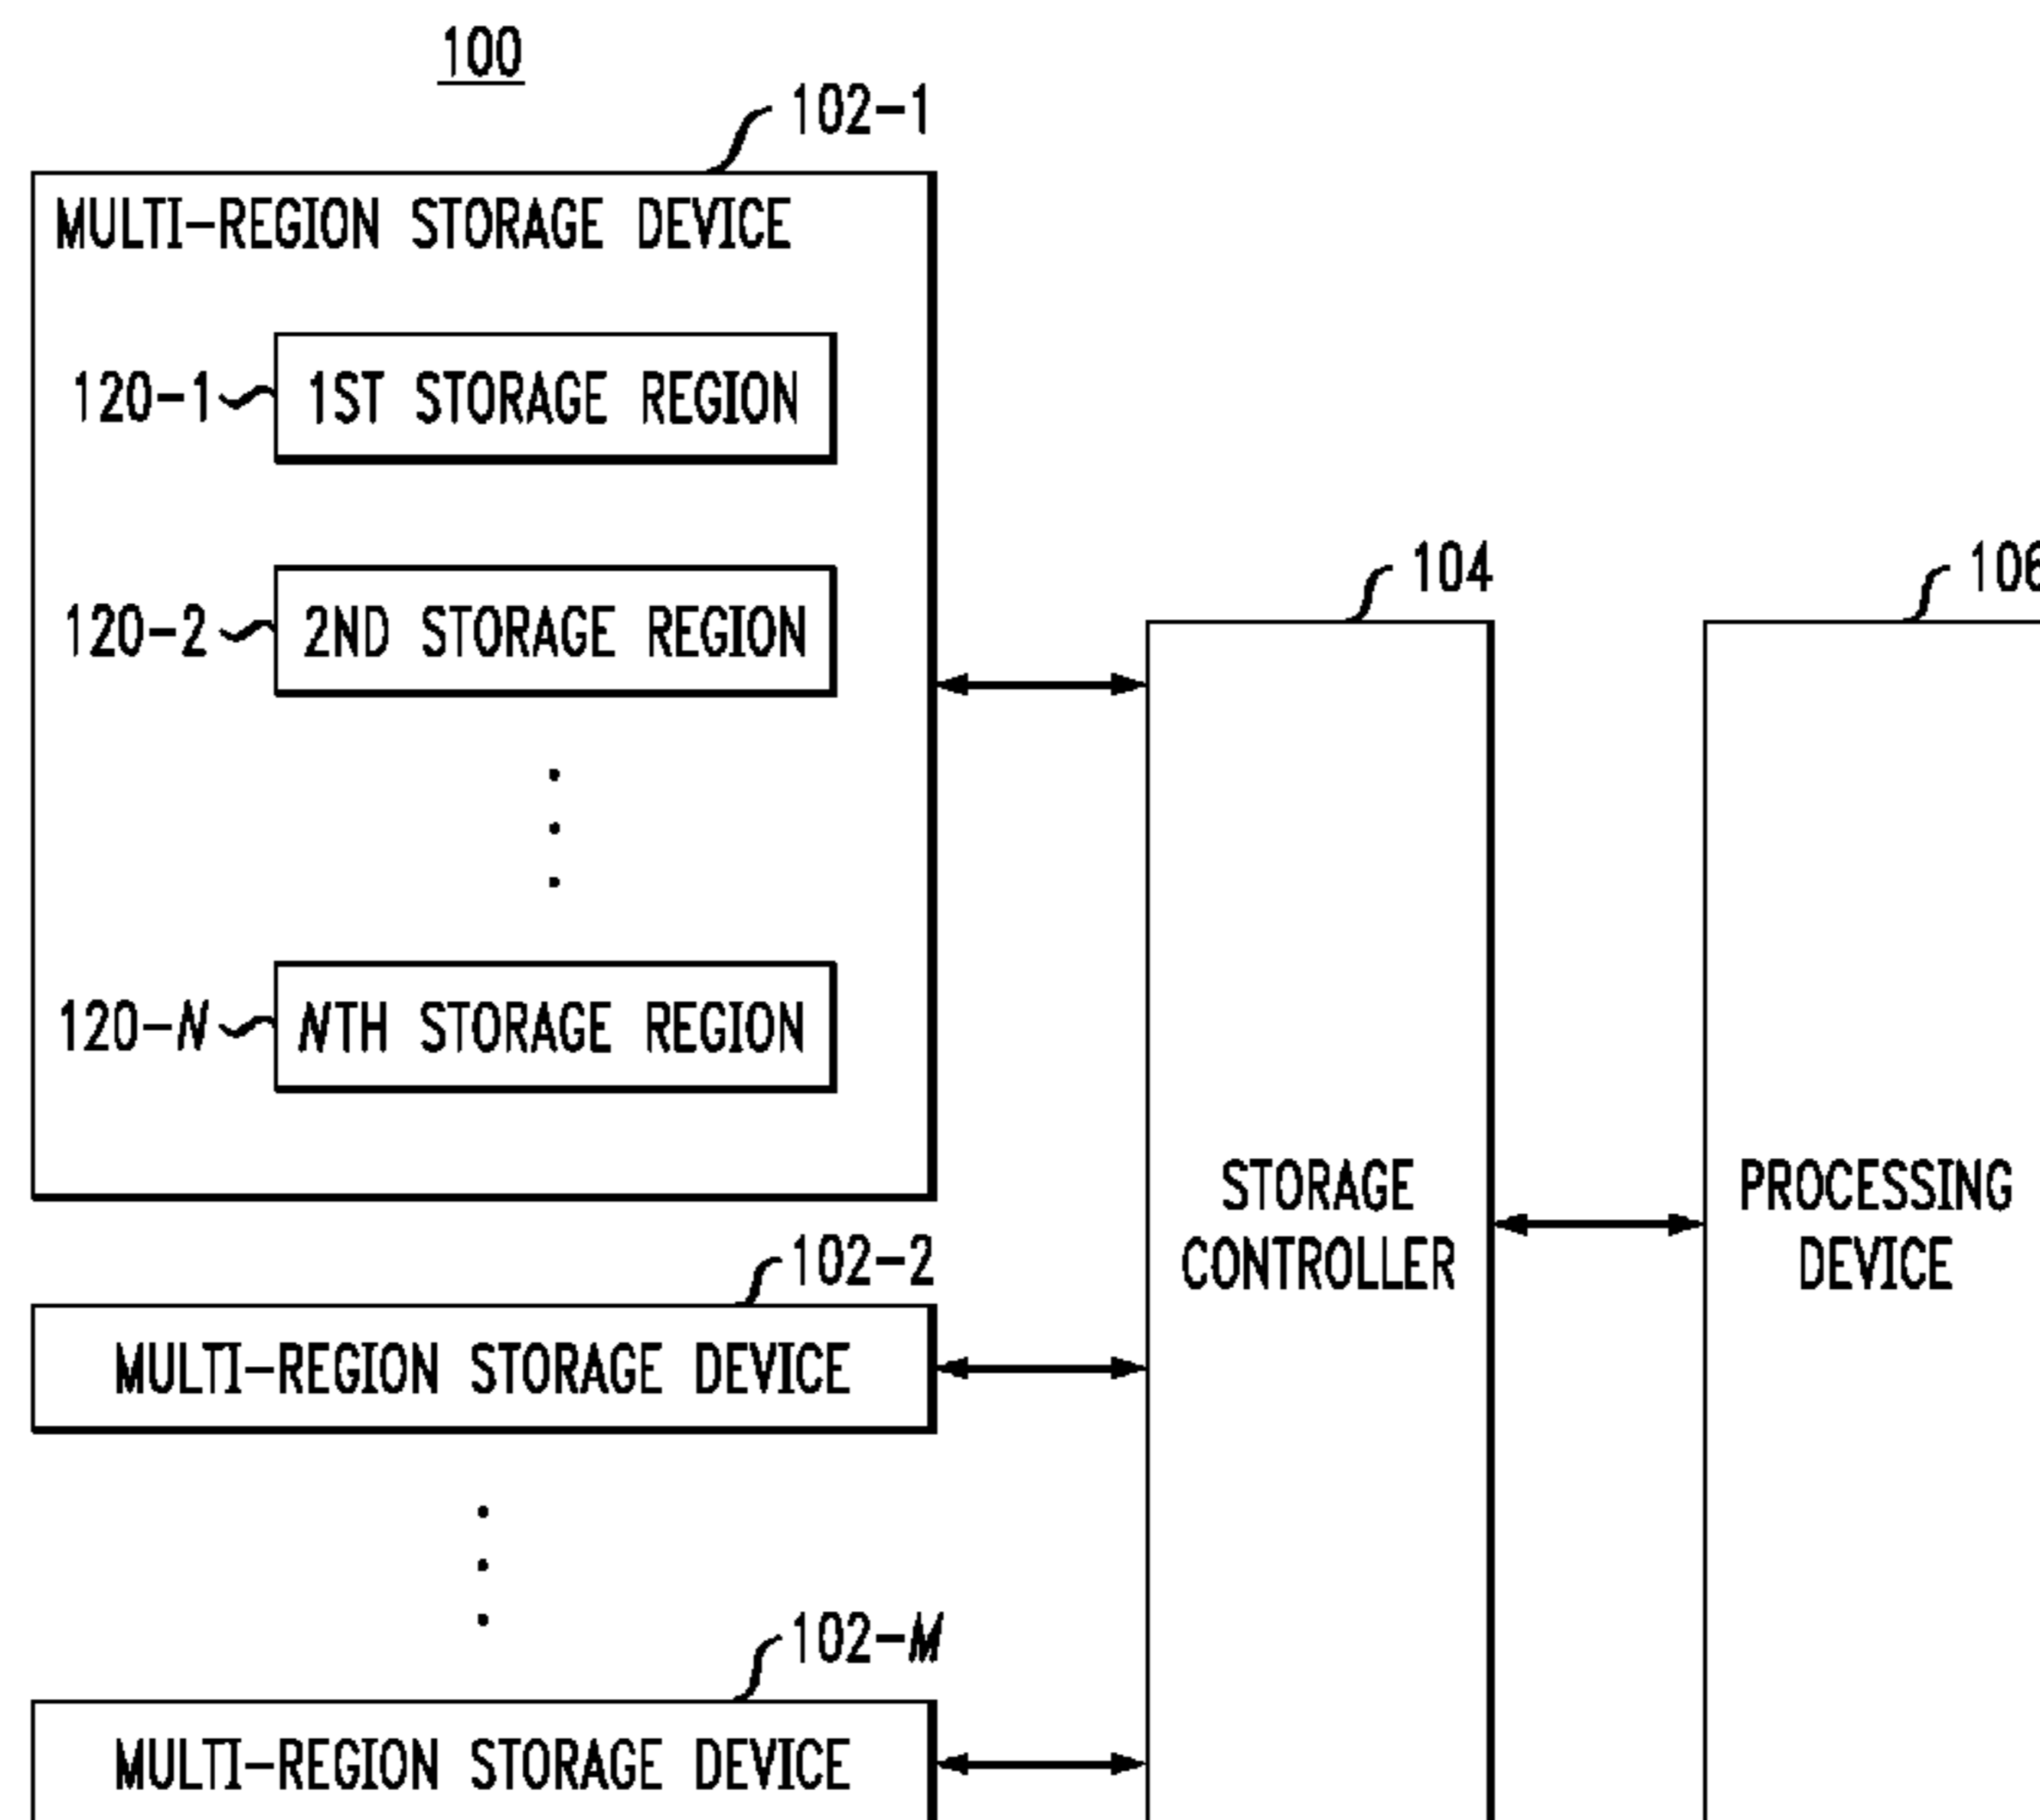 100
102-1
MULTI-REGION STORAGE DEVICE
120-1
1ST STORAGE REGION
120-2
2ND STORAGE REGION
120-N
NTH STORAGE REGION
104
106
STORAGE
CONTROLLER
PROCESSING
DEVICE
102-2
MULTI-REGION STORAGE DEVICE
102-M
MULTI-REGION STORAGE DEVICE